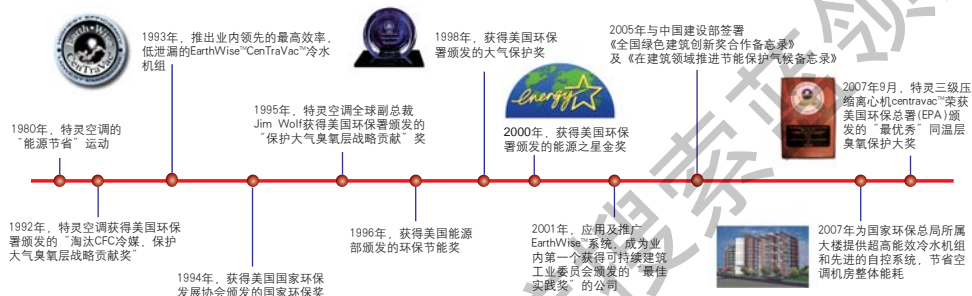 1980年，特灵空调的
“能源节省”运动
1992年，特灵空调获得美国环保
署颁发的“淘汰CFC冷媒，保护
大气臭氧层战略贡献奖”
Earth·Wise
CenTraVac
1993年，推出业内领先的最高效率，
低泄漏的EarthWise™CenTraVac™冷水
机组
1994年，获得美国国家环保
发展协会颁发的国家环保奖
1995年，特灵空调全球副总裁
Jim Wolf获得美国环保署颁发的
“保护大气臭氧层战略贡献”奖
1996年，获得美国能源
部颁发的环保节能奖
1998年，获得美国环保
署颁发的大气保护奖
energy
2000年，获得美国环保
署颁发的能源之星金奖
2001年，应用及推广
EarthWise™系统，成为业
内第一个获得可持续建筑
工业委员会颁发的“最佳
实践奖”的公司
2005年与中国建设部签署
《全国绿色建筑创新奖合作备忘录》
及《在建筑领域推进节能保护气候备忘录》
2007年9月，特灵三级压
缩离心机centravac™荣获
美国环保总署(EPA)颁
发的“最优秀”同温层
臭氧保护大奖
2007年为国家环保总局所属
大楼提供超高能效冷水机组
和先进的自控系统，节省空
调机房整体能耗
搜索蓝领